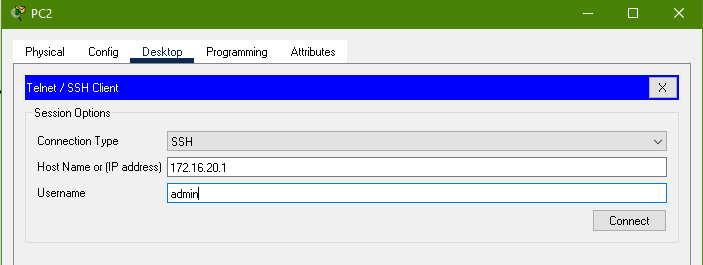 PC2
Physical Config Desktop Programming Attributes
Telnet / SSH Client X
Session Options
Connection Type SSH
Host Name or (IP address) 172.16.20.1
Username admin
Connect